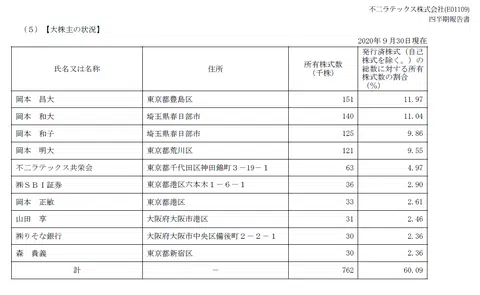 不二ラテックス株式会社(E01109)
四半期報告書
（5）【大株主の状況】
2020年9月30日現在
氏名又は名称 住所 所有株式数（千株） 発行済株式（自己株式を除く。）の総数に対する所有株式数の割合（％）
岡本　昌大 東京都豊島区 151 11.97
岡本　和大 埼玉県春日部市 140 11.04
岡本　和子 埼玉県春日部市 125 9.86
岡本　明大 東京都荒川区 121 9.55
不二ラテックス共栄会 東京都千代田区神田錦町3－19－1 63 4.97
㈱ＳＢＩ証券 東京都港区六本木1－6－1 36 2.90
岡本　正敏 東京都港区 33 2.61
山田　享 大阪府大阪市港区 31 2.46
㈱りそな銀行 大阪府大阪市中央区備後町2－2－1 30 2.36
森　貴義 東京都新宿区 30 2.36
計 － 762 60.09